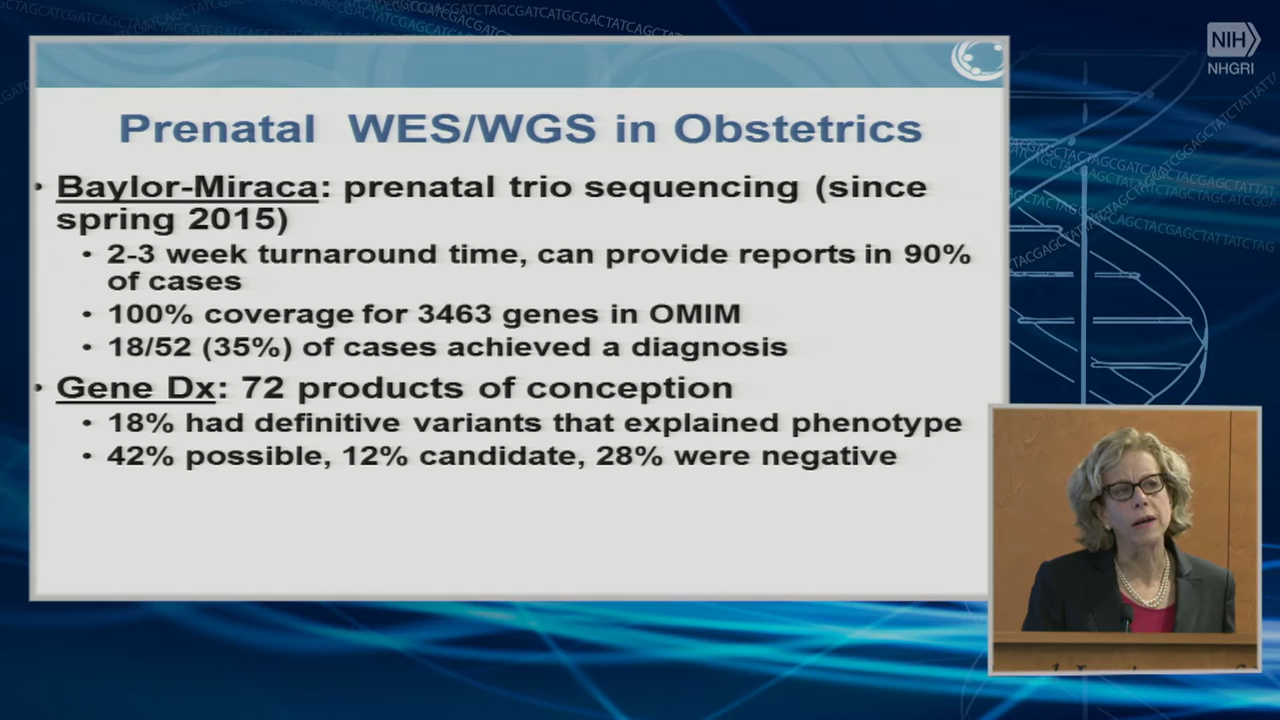 NIH
NHGRI
Prenatal WES/WGS in Obstetrics
• Baylor-Miraca: prenatal trio sequencing (since
spring 2015)
• 2-3 week turnaround time, can provide reports in 90%
of cases
• 100% coverage for 3463 genes in OMIM
• 18/52 (35%) of cases achieved a diagnosis
• Gene Dx: 72 products of conception
• 18% had definitive variants that explained phenotype
• 42% possible, 12% candidate, 28% were negative